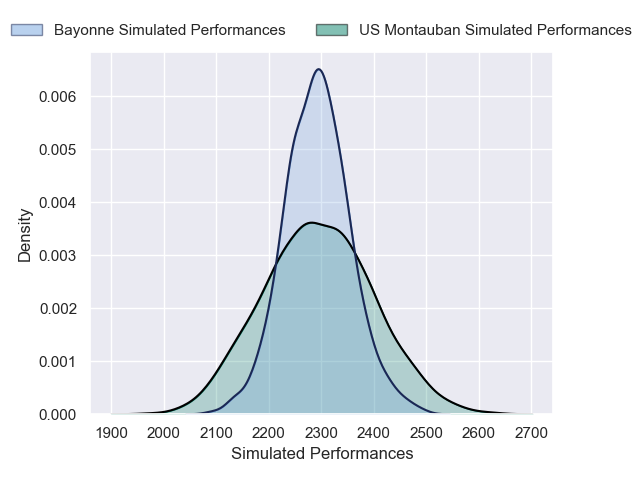 Bayonne Simulated Performances US Montauban Simulated Performances
0.006
0.005
0.004
0.003
0.002
0.001
0.000
Density
1900 2000 2100 2200 2300 2400 2500 2600 2700
Simulated Performances